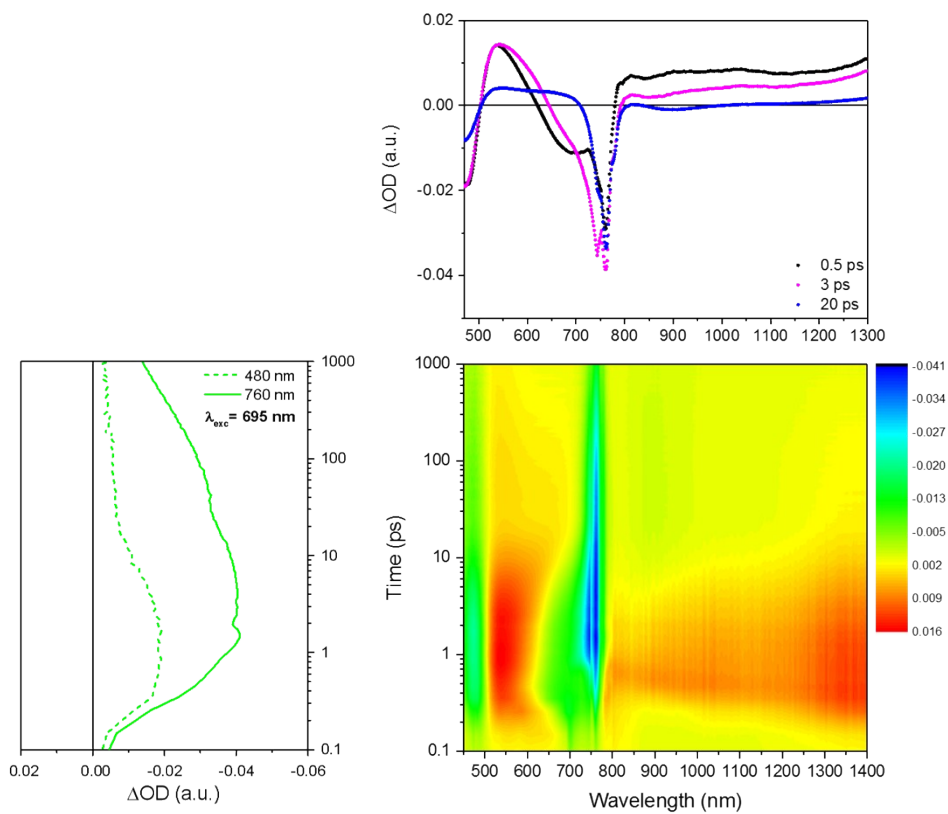 0.02
0.00
-0.02
-0.04
ΔOD (a.u.)
0.5 ps
3 ps
20 ps
500 600 700 800 900 1000 1100 1200 1300
480 nm
760 nm
λexc= 695 nm
1000
100
10
1
0.1
0.02 0.00 -0.02 -0.04 -0.06
ΔOD (a.u.)
1000
100
10
1
0.1
Time (ps)
500 600 700 800 900 1000 1100 1200 1300 1400
Wavelength (nm)
-0.041
-0.034
-0.027
-0.020
-0.013
-0.005
0.002
0.009
0.016